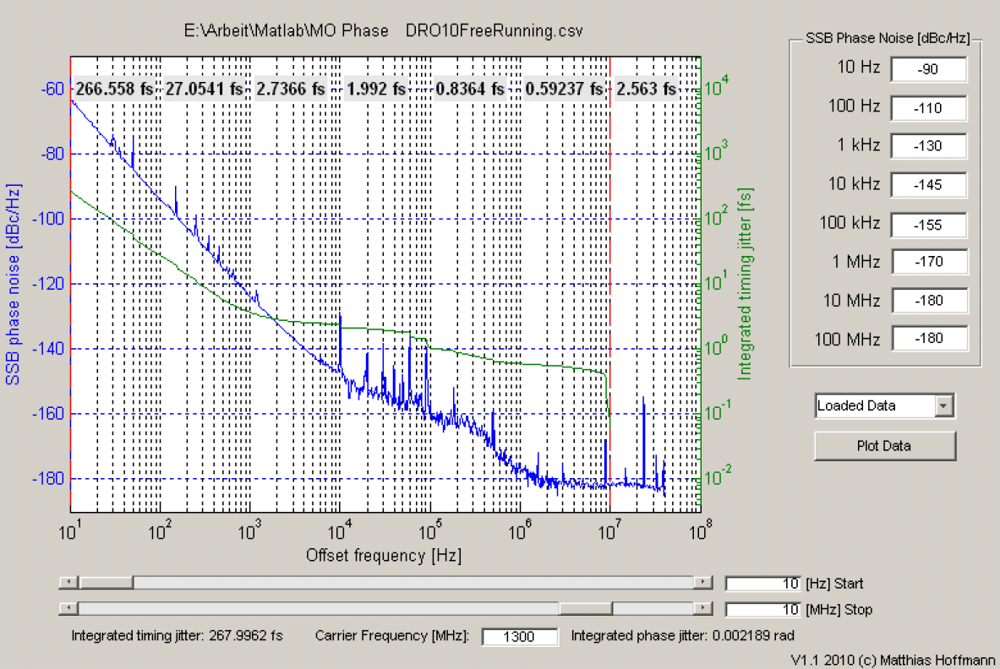 E:\Arbeit\Matlab\MO Phase DRO10FreeRunning.csv
266.558 fs 27.0541 fs 2.7366 fs 1.992 fs 0.8364 fs 0.59237 fs 2.563 fs
SSB phase noise [dBc/Hz]
-60
-80
-100
-120
-140
-160
-180
10^4
10^3
10^2
10^1
10^0
10^-1
10^-2
Integrated timing jitter [fs]
10^1 10^2 10^3 10^4 10^5 10^6 10^7 10^8
Offset frequency [Hz]
SSB Phase Noise [dBc/Hz]
10 Hz -90
100 Hz -110
1 kHz -130
10 kHz -145
100 kHz -155
1 MHz -170
10 MHz -180
100 MHz -180
Loaded Data
Plot Data
10 [Hz] Start
10 [MHz] Stop
Integrated timing jitter: 267.9962 fs Carrier Frequency [MHz]: 1300 Integrated phase jitter: 0.002189 rad
V1.1 2010 (c) Matthias Hoffmann